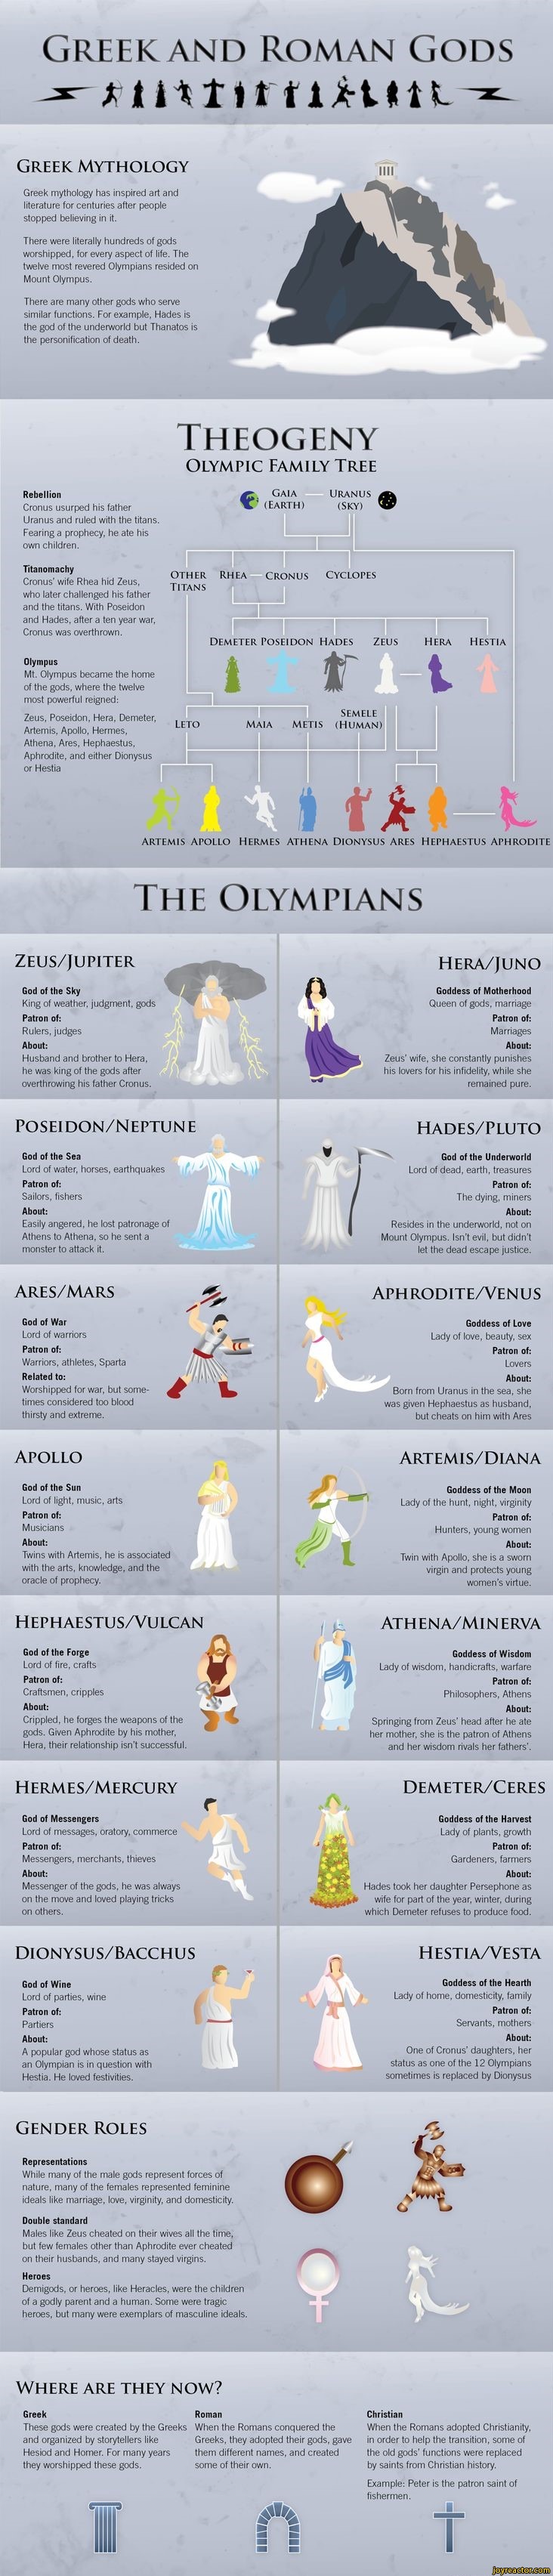 Greek and Roman Gods
Greek Mythology
Greek mythology has inspired art and
literature for centuries after people
stopped believing in it.
There were literally hundreds of gods
worshipped, for every aspect of life. The
twelve most revered Olympians resided on
Mount Olympus.
There are many other gods who serve
similar functions. For example, Hades is
the god of the underworld but Thanatos is
the personification of death.
Theogeny
Olympic Family Tree
Rebellion
Cronus usurped his father
Uranus and ruled with the titans.
Fearing a prophecy, he ate his
own children.
Titanomachy
Cronus' wife Rhea hid Zeus,
who later challenged his father
and the titans. With Poseidon
and Hades, after a ten year war,
Cronus was overthrown.
Olympus
Mt. Olympus became the home
of the gods, where the twelve
most powerful reigned:
Zeus, Poseidon, Hera, Demeter,
Artemis, Apollo, Hermes,
Athena, Ares, Hephaestus,
Aphrodite, and either Dionysus
or Hestia
Gaia
(Earth)
Uranus
(Sky)
Other
Titans
Rhea
Cronus
Cyclopes
Demeter
Poseidon
Hades
Zeus
Hera
Hestia
Leto
Maia
Metis
Semele
(Human)
Artemis
Apollo
Hermes
Athena
Dionysus
Ares
Hephaestus
Aphrodite
The Olympians
Zeus/Jupiter
God of the Sky
King of weather, judgment, gods
Patron of:
Rulers, judges
About:
Husband and brother to Hera,
he was king of the gods after
overthrowing his father Cronus.
Hera/Juno
Goddess of Motherhood
Queen of gods, marriage
Patron of:
Marriages
About:
Zeus' wife, she constantly punishes
his lovers for his infidelity, while she
remained pure.
Poseidon/Neptune
God of the Sea
Lord of water, horses, earthquakes
Patron of:
Sailors, fishers
About:
Easily angered, he lost patronage of
Athens to Athena, so he sent a
monster to attack it.
Hades/Pluto
God of the Underworld
Lord of dead, earth, treasures
Patron of:
The dying, miners
About:
Resides in the underworld, not on
Mount Olympus. Isn't evil, but didn't
let the dead escape justice.
Ares/Mars
God of War
Lord of warriors
Patron of:
Warriors, athletes, Sparta
Related to:
Worshipped for war, but some-
times considered too blood
thirsty and extreme.
Aphrodite/Venus
Goddess of Love
Lady of love, beauty, sex
Patron of:
Lovers
About:
Born from Uranus in the sea, she
was given Hephaestus as husband,
but cheats on him with Ares
Apollo
God of the Sun
Lord of light, music, arts
Patron of:
Musicians
About:
Twins with Artemis, he is associated
with the arts, knowledge, and the
oracle of prophecy.
Artemis/Diana
Goddess of the Moon
Lady of the hunt, night, virginity
Patron of:
Hunters, young women
About:
Twin with Apollo, she is a sworn
virgin and protects young
women's virtue.
Hephaestus/Vulcan
God of the Forge
Lord of fire, crafts
Patron of:
Craftsmen, cripples
About:
Crippled, he forges the weapons of the
gods. Given Aphrodite by his mother,
Hera, their relationship isn't successful.
Athena/Minerva
Goddess of Wisdom
Lady of wisdom, handicrafts, warfare
Patron of:
Philosophers, Athens
About:
Springing from Zeus' head after he ate
her mother, she is the patron of Athens
and her wisdom rivals her fathers'.
Hermes/Mercury
God of Messengers
Lord of messages, oratory, commerce
Patron of:
Messengers, merchants, thieves
About:
Messenger of the gods, he was always
on the move and loved playing tricks
on others.
Demeter/Ceres
Goddess of the Harvest
Lady of plants, growth
Patron of:
Gardeners, farmers
About:
Hades took her daughter Persephone as
wife for part of the year, winter, during
which Demeter refuses to produce food.
Dionysus/Bacchus
God of Wine
Lord of parties, wine
Patron of:
Partiers
About:
A popular god whose status as
an Olympian is in question with
Hestia. He loved festivities.
Hestia/Vesta
Goddess of the Hearth
Lady of home, domesticity, family
Patron of:
Servants, mothers
About:
One of Cronus' daughters, her
status as one of the 12 Olympians
sometimes is replaced by Dionysus
Gender Roles
Representations
While many of the male gods represent forces of
nature, many of the females represented feminine
ideals like marriage, love, virginity, and domesticity.
Double standard
Males like Zeus cheated on their wives all the time,
but few females other than Aphrodite ever cheated
on their husbands, and many stayed virgins.
Heroes
Demigods, or heroes, like Heracles, were the children
of a godly parent and a human. Some were tragic
heroes, but many were exemplars of masculine ideals.
Where are they now?
Greek
These gods were created by the Greeks
and organized by storytellers like
Hesiod and Homer. For many years
they worshipped these gods.
Roman
When the Romans conquered the
Greeks, they adopted their gods, gave
them different names, and created
some of their own.
Christian
When the Romans adopted Christianity,
in order to help the transition, some of
the old gods' functions were replaced
by saints from Christian history.
Example: Peter is the patron saint of
fishermen.
joyreactor.com